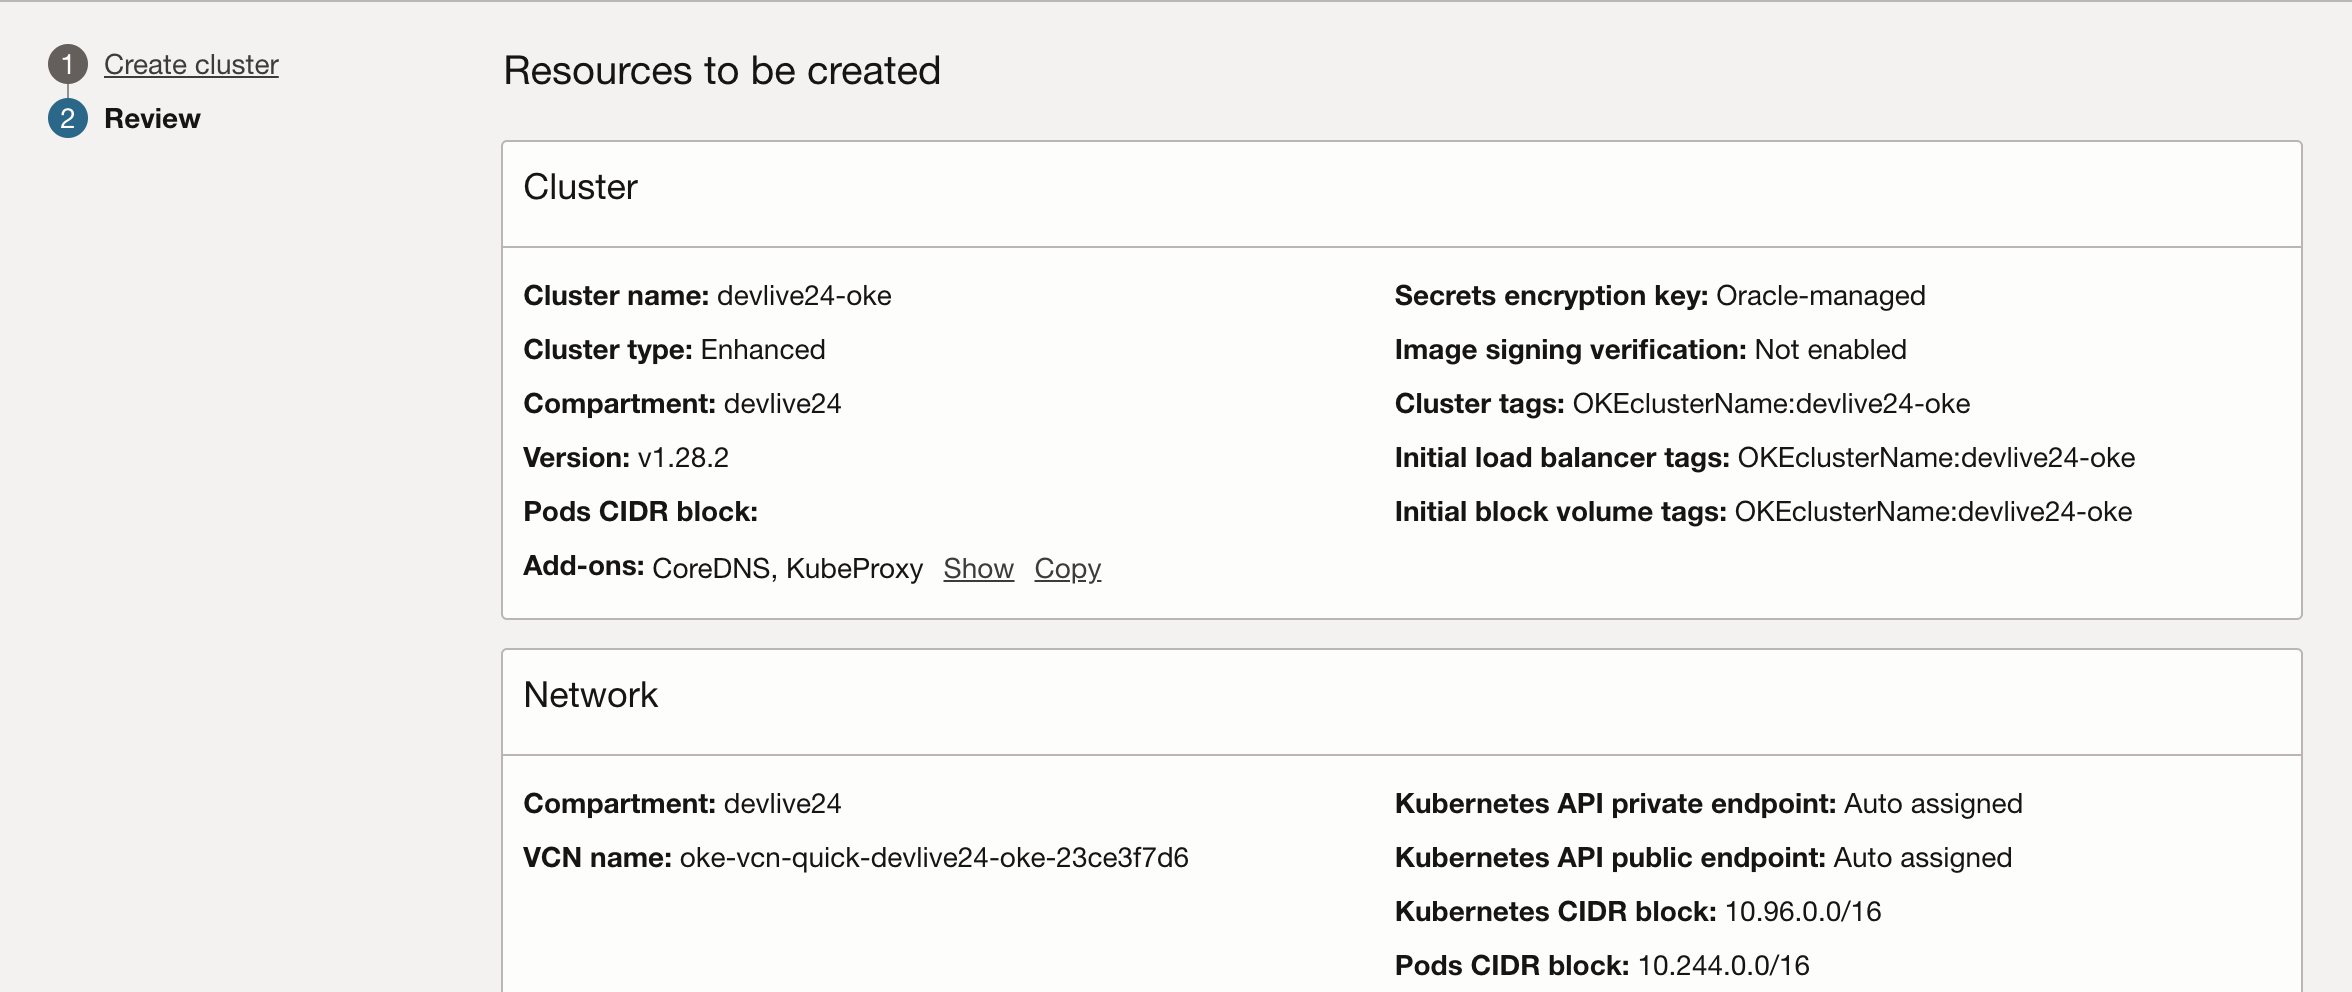 1 Create cluster
2 Review
Resources to be created
Cluster
Cluster name: devlive24-oke
Cluster type: Enhanced
Compartment: devlive24
Version: v1.28.2
Pods CIDR block:
Add-ons: CoreDNS, KubeProxy Show Copy
Secrets encryption key: Oracle-managed
Image signing verification: Not enabled
Cluster tags: OKEclusterName:devlive24-oke
Initial load balancer tags: OKEclusterName:devlive24-oke
Initial block volume tags: OKEclusterName:devlive24-oke
Network
Compartment: devlive24
VCN name: oke-vcn-quick-devlive24-oke-23ce3f7d6
Kubernetes API private endpoint: Auto assigned
Kubernetes API public endpoint: Auto assigned
Kubernetes CIDR block: 10.96.0.0/16
Pods CIDR block: 10.244.0.0/16